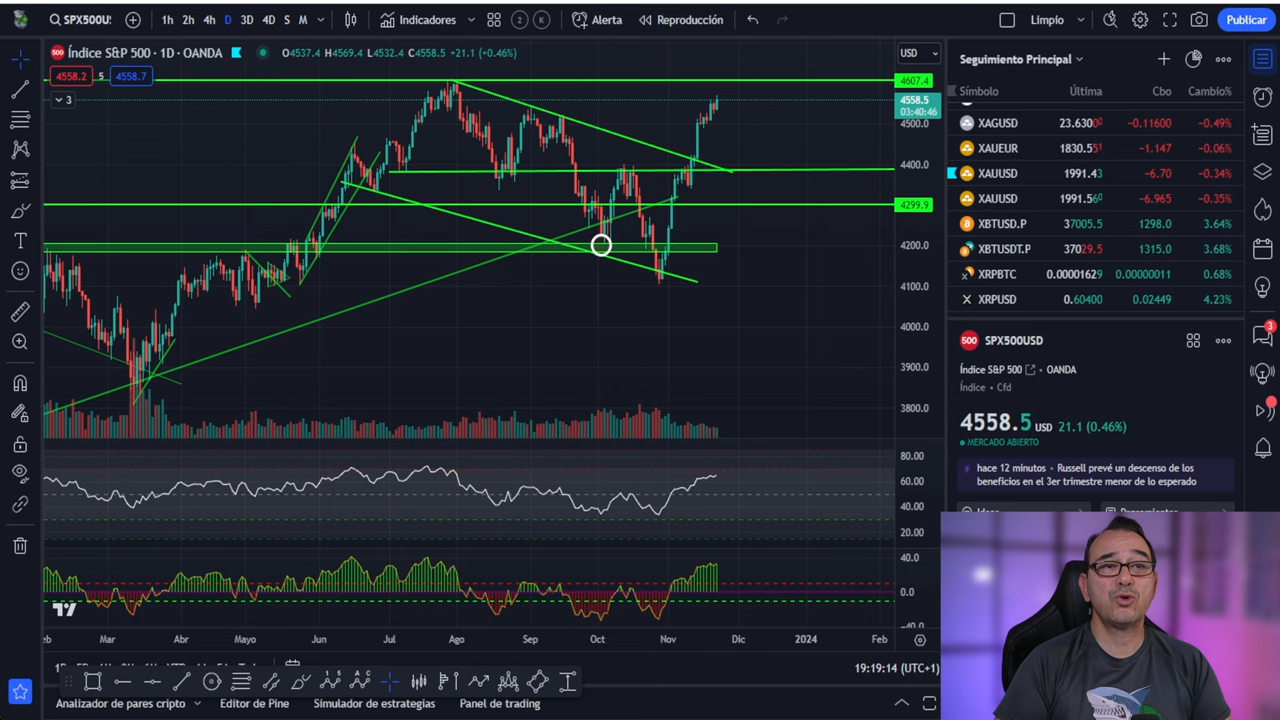 SPX500U! 1h 2h 4h D 3D 4D S M Indicadores 2 K Alerta Reproducción Limpio Publicar
500 Índice S&P 500 · 1D · OANDA O4537.4 H4569.4 L4532.4 C4558.5 +21.1 (+0.46%) USD
4558.2 5 4558.7
3
4607.4
4558.5
03:40:46
4500.0
4400.0
4299.9
4200.0
4100.0
4000.0
3900.0
3800.0
80.00
60.00
40.00
20.00
40.0
0.0
-40.0
Mar Abr Mayo Jun Jul Ago Sep Oct Nov Dic 2024 Feb
19:19:14 (UTC+1)
Analizador de pares cripto Editor de Pine Simulador de estrategias Panel de trading
Seguimiento Principal
Símbolo Última Cbo Cambio%
XAGUSD 23.6300⁰ -0.11600 -0.49%
XAUEUR 1830.5⁵¹ -1.147 -0.06%
XAUUSD 1991.43 -6.70 -0.34%
XAUUSD 1991.56⁰ -6.965 -0.35%
XBTUSD.P 37005.5 1298.0 3.64%
XBTUSDT.P 37029.5 1315.0 3.68%
XRPBTC 0.00001629 0.00000011 0.68%
XRPUSD 0.60400 0.02449 4.23%
3
500 SPX500USD
Índice S&P 500 · OANDA
Índice · Cfd
4558.5 USD 21.1 (0.46%)
MERCADO ABIERTO
hace 12 minutos · Russell prevé un descenso de los
beneficios en el 3er trimestre menor de lo esperado